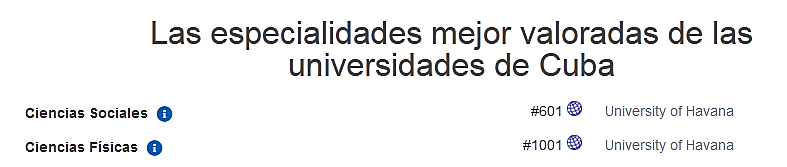 Las especialidades mejor valoradas de las
universidades de Cuba
Ciencias Sociales #601 University of Havana
Ciencias Físicas #1001 University of Havana